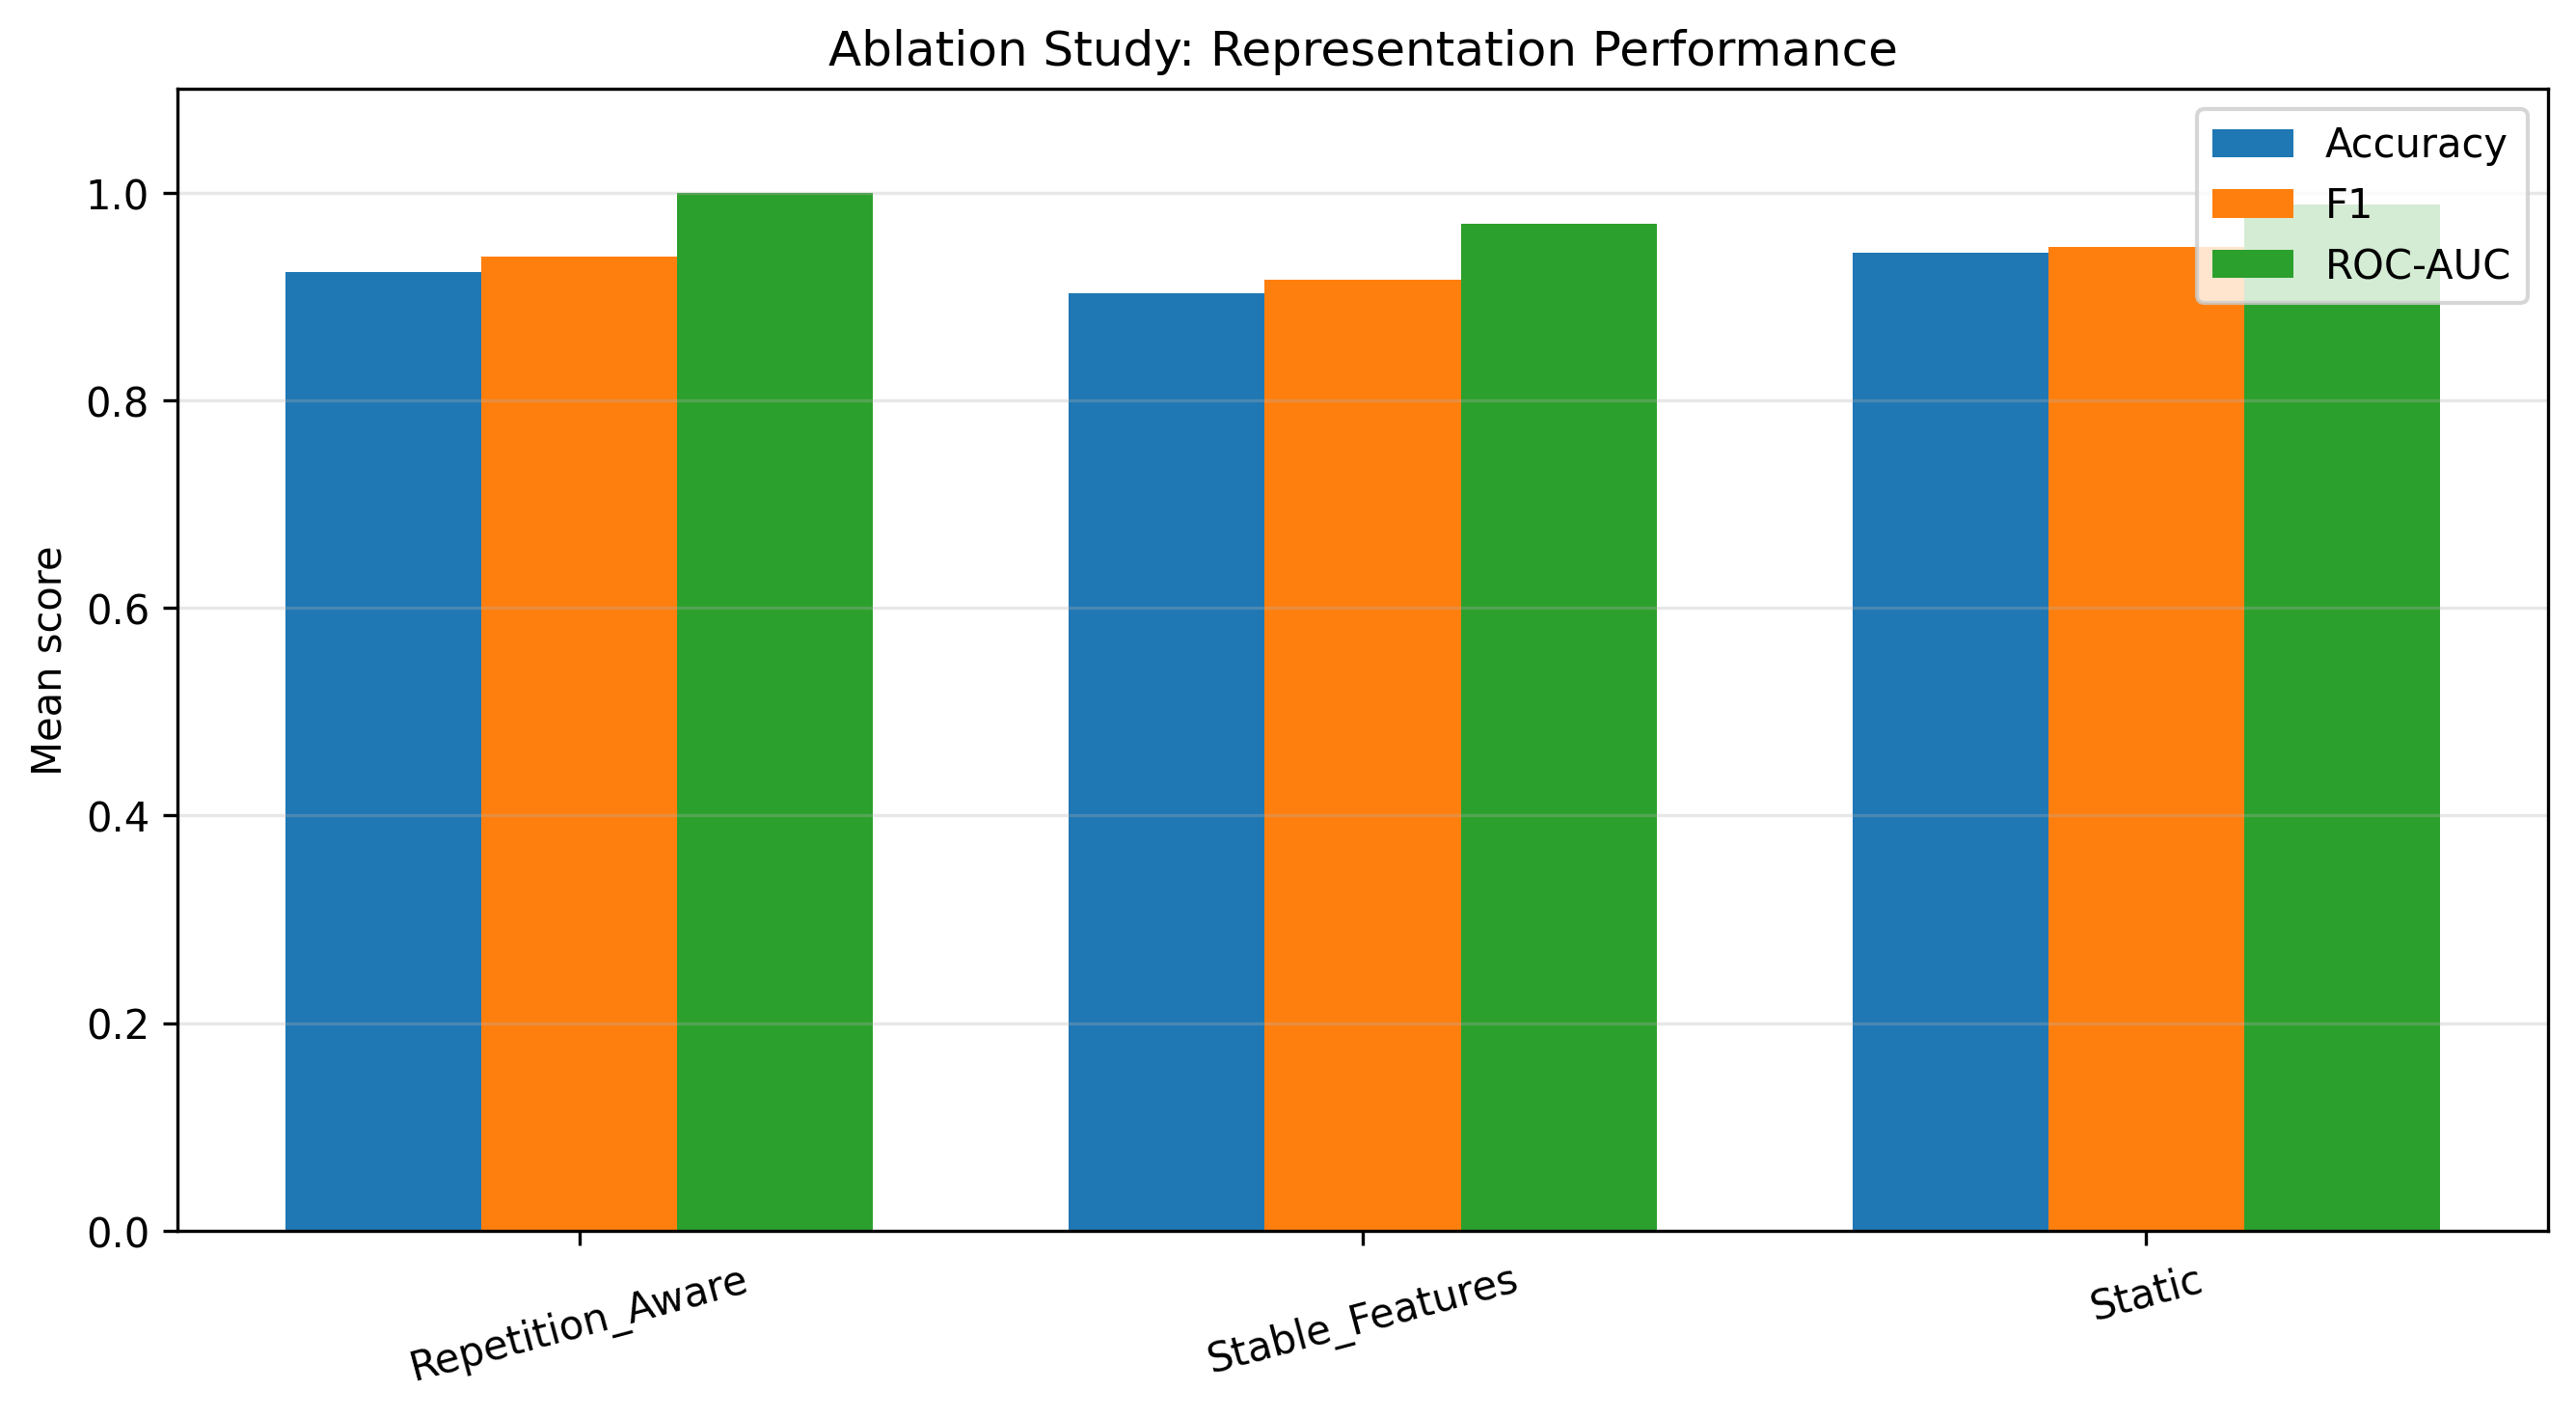 Ablation Study: Representation Performance
Accuracy
F1
ROC-AUC
Mean score
1.0
0.8
0.6
0.4
0.2
0.0
Repetition_Aware
Stable_Features
Static